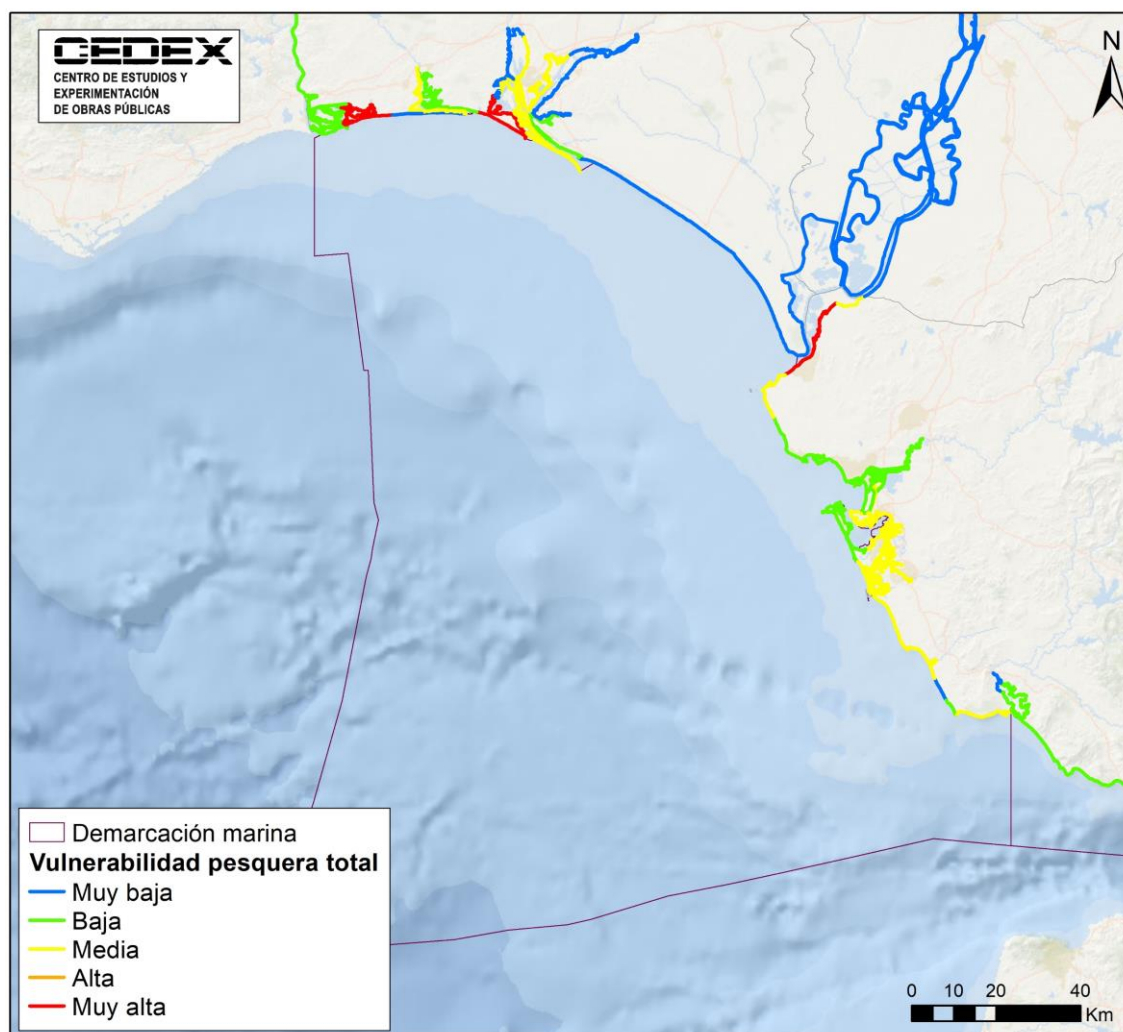 CEDEX
CENTRO DE ESTUDIOS Y
EXPERIMENTACIÓN
DE OBRAS PÚBLICAS
N
Demarcación marina
Vulnerabilidad pesquera total
Muy baja
Baja
Media
Alta
Muy alta
0 10 20 40
Km